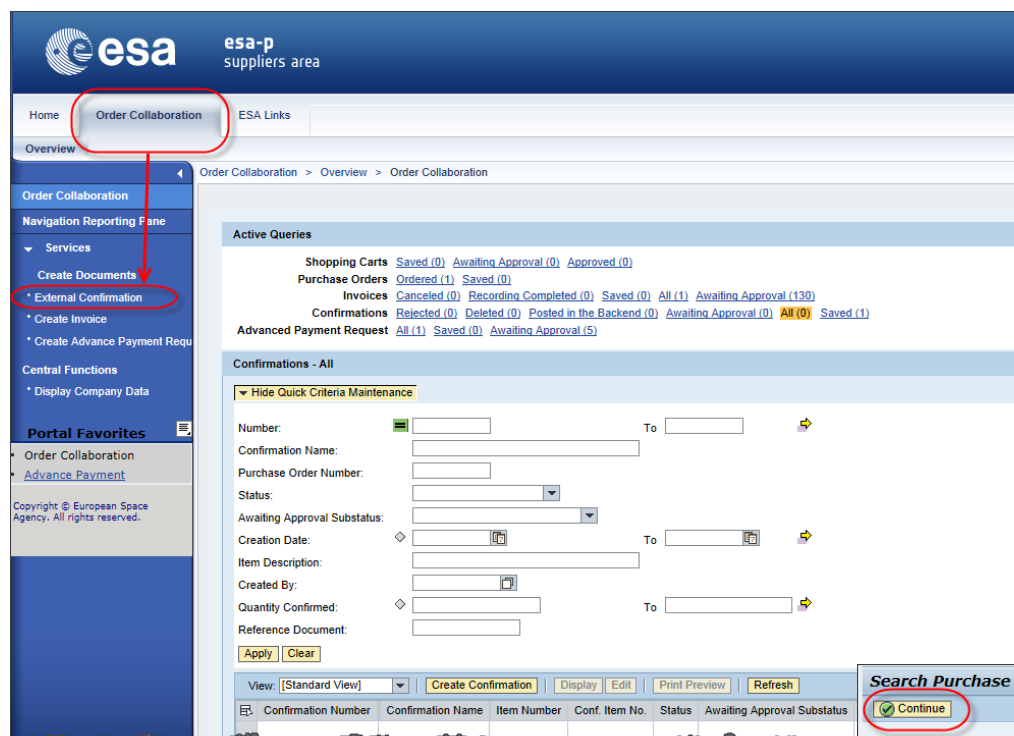 esa
esa-p
suppliers area
Home Order Collaboration ESA Links
Overview
Order Collaboration > Overview > Order Collaboration
Order Collaboration
Navigation Reporting Pane
Services
Create Documents
External Confirmation
Create Invoice
Create Advance Payment Requ
Central Functions
Display Company Data
Portal Favorites
Order Collaboration
Advance Payment
Copyright © European Space
Agency. All rights reserved.
Active Queries
Shopping Carts Saved (0) Awaiting Approval (0) Approved (0)
Purchase Orders Ordered (1) Saved (0)
Invoices Canceled (0) Recording Completed (0) Saved (0) All (1) Awaiting Approval (130)
Confirmations Rejected (0) Deleted (0) Posted in the Backend (0) Awaiting Approval (0) All (0) Saved (1)
Advanced Payment Request All (1) Saved (0) Awaiting Approval (5)
Confirmations - All
Hide Quick Criteria Maintenance
Number: To
Confirmation Name:
Purchase Order Number:
Status:
Awaiting Approval Substatus:
Creation Date: To
Item Description:
Created By:
Quantity Confirmed: To
Reference Document:
Apply Clear
View: [Standard View] Create Confirmation Display Edit Print Preview Refresh
Confirmation Number Confirmation Name Item Number Conf. Item No. Status Awaiting Approval Substatus
Search Purchase
Continue